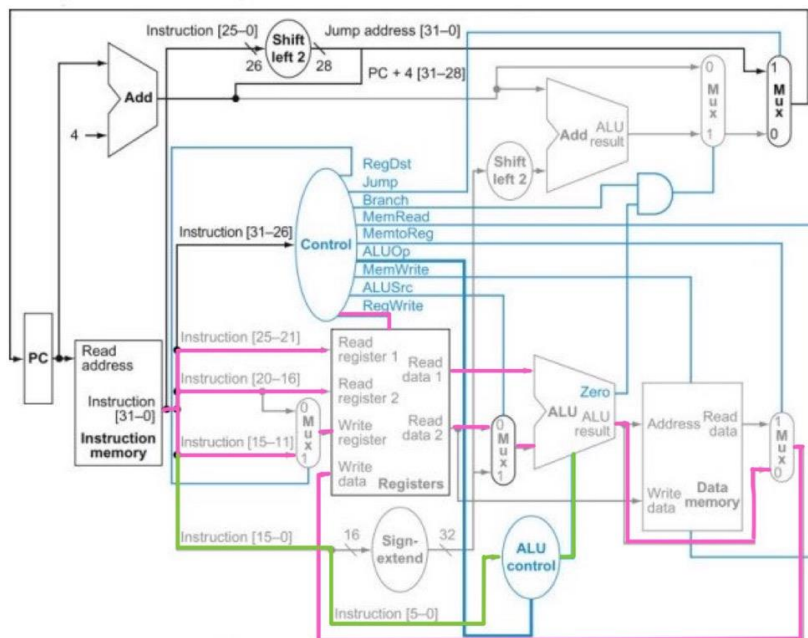 Instruction [25–0]
Shift
left 2
Jump address [31–0]
26
28
PC + 4 [31–28]
Add
4
0
Mux
1
1
Mux
0
Add
ALU
result
Shift
left 2
RegDst
Jump
Branch
MemRead
MemtoReg
ALUOp
MemWrite
ALUSrc
RegWrite
Control
Instruction [31–26]
PC
Read
address
Instruction
[31–0]
Instruction
memory
Instruction [25–21]
Instruction [20–16]
Instruction [15–11]
0
Mux
1
Read
register 1
Read
register 2
Write
register
Write
data
Read
data 1
Read
data 2
Registers
0
Mux
1
Zero
ALU
ALU
result
Address
Read
data
Write
data
Data
memory
1
Mux
0
Instruction [15–0]
16
Sign-
extend
32
ALU
control
Instruction [5–0]